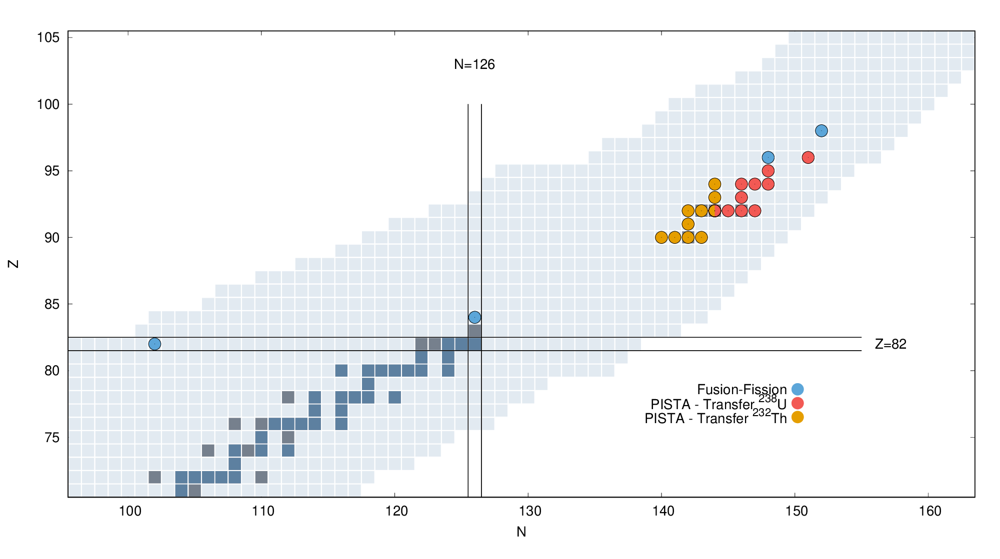 105
100
95
90
85
80
75
Z
N=126
Z=82
Fusion-Fission
PISTA - Transfer ²³⁸U
PISTA - Transfer ²³²Th
100 110 120 130 140 150 160
N